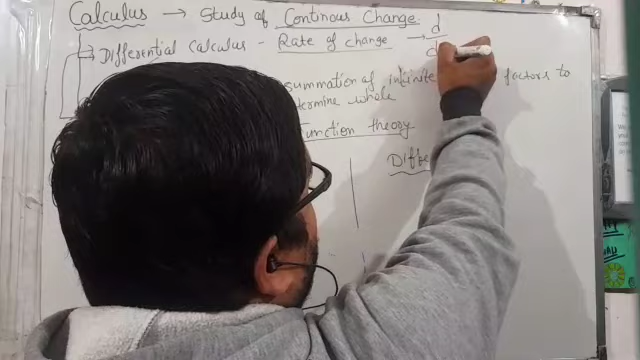 Calculus → Study of Continous Change
Differential Calculus - Rate of change → d
summation of infinite factors to
determine whole
Function theory
Diffe